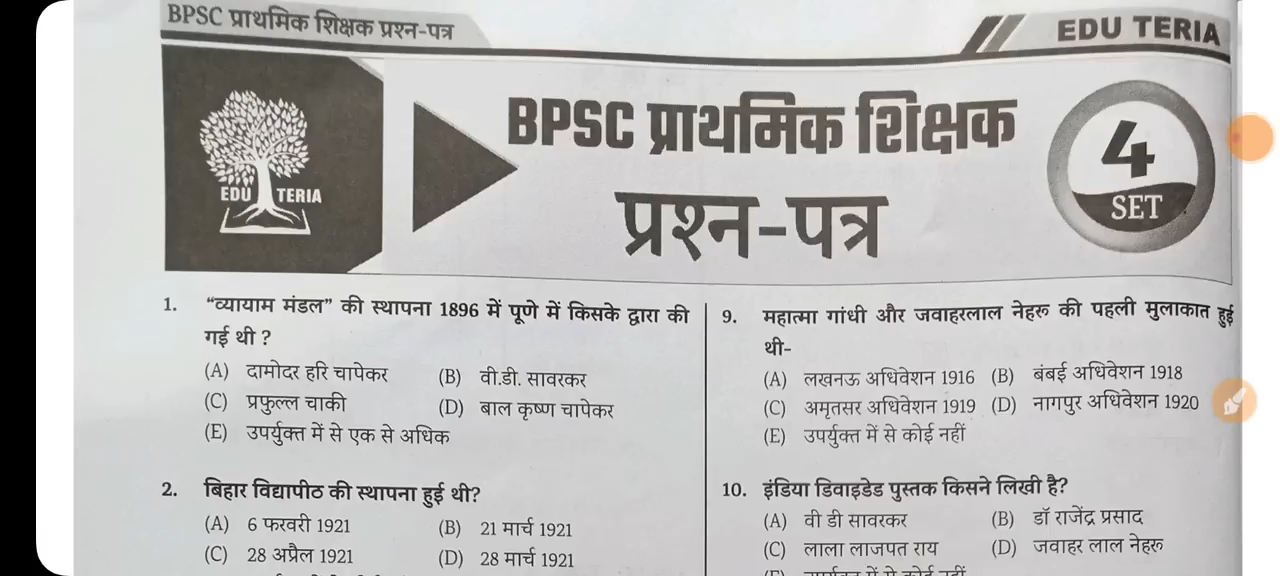 BPSC प्राथमिक शिक्षक प्रश्न-पत्र
EDU TERIA
EDU TERIA
BPSC प्राथमिक शिक्षक
प्रश्न-पत्र
4
SET
1. “व्यायाम मंडल” की स्थापना 1896 में पूणे में किसके द्वारा की
गई थी ?
(A) दामोदर हरि चापेकर (B) वी.डी. सावरकर
(C) प्रफुल्ल चाकी (D) बाल कृष्ण चापेकर
(E) उपर्युक्त में से एक से अधिक
2. बिहार विद्यापीठ की स्थापना हुई थी?
(A) 6 फरवरी 1921 (B) 21 मार्च 1921
(C) 28 अप्रैल 1921 (D) 28 मार्च 1921
9. महात्मा गांधी और जवाहरलाल नेहरू की पहली मुलाकात हुई
थी-
(A) लखनऊ अधिवेशन 1916 (B) बंबई अधिवेशन 1918
(C) अमृतसर अधिवेशन 1919 (D) नागपुर अधिवेशन 1920
(E) उपर्युक्त में से कोई नहीं
10. इंडिया डिवाइडेड पुस्तक किसने लिखी है?
(A) वी डी सावरकर (B) डॉ राजेंद्र प्रसाद
(C) लाला लाजपत राय (D) जवाहर लाल नेहरू